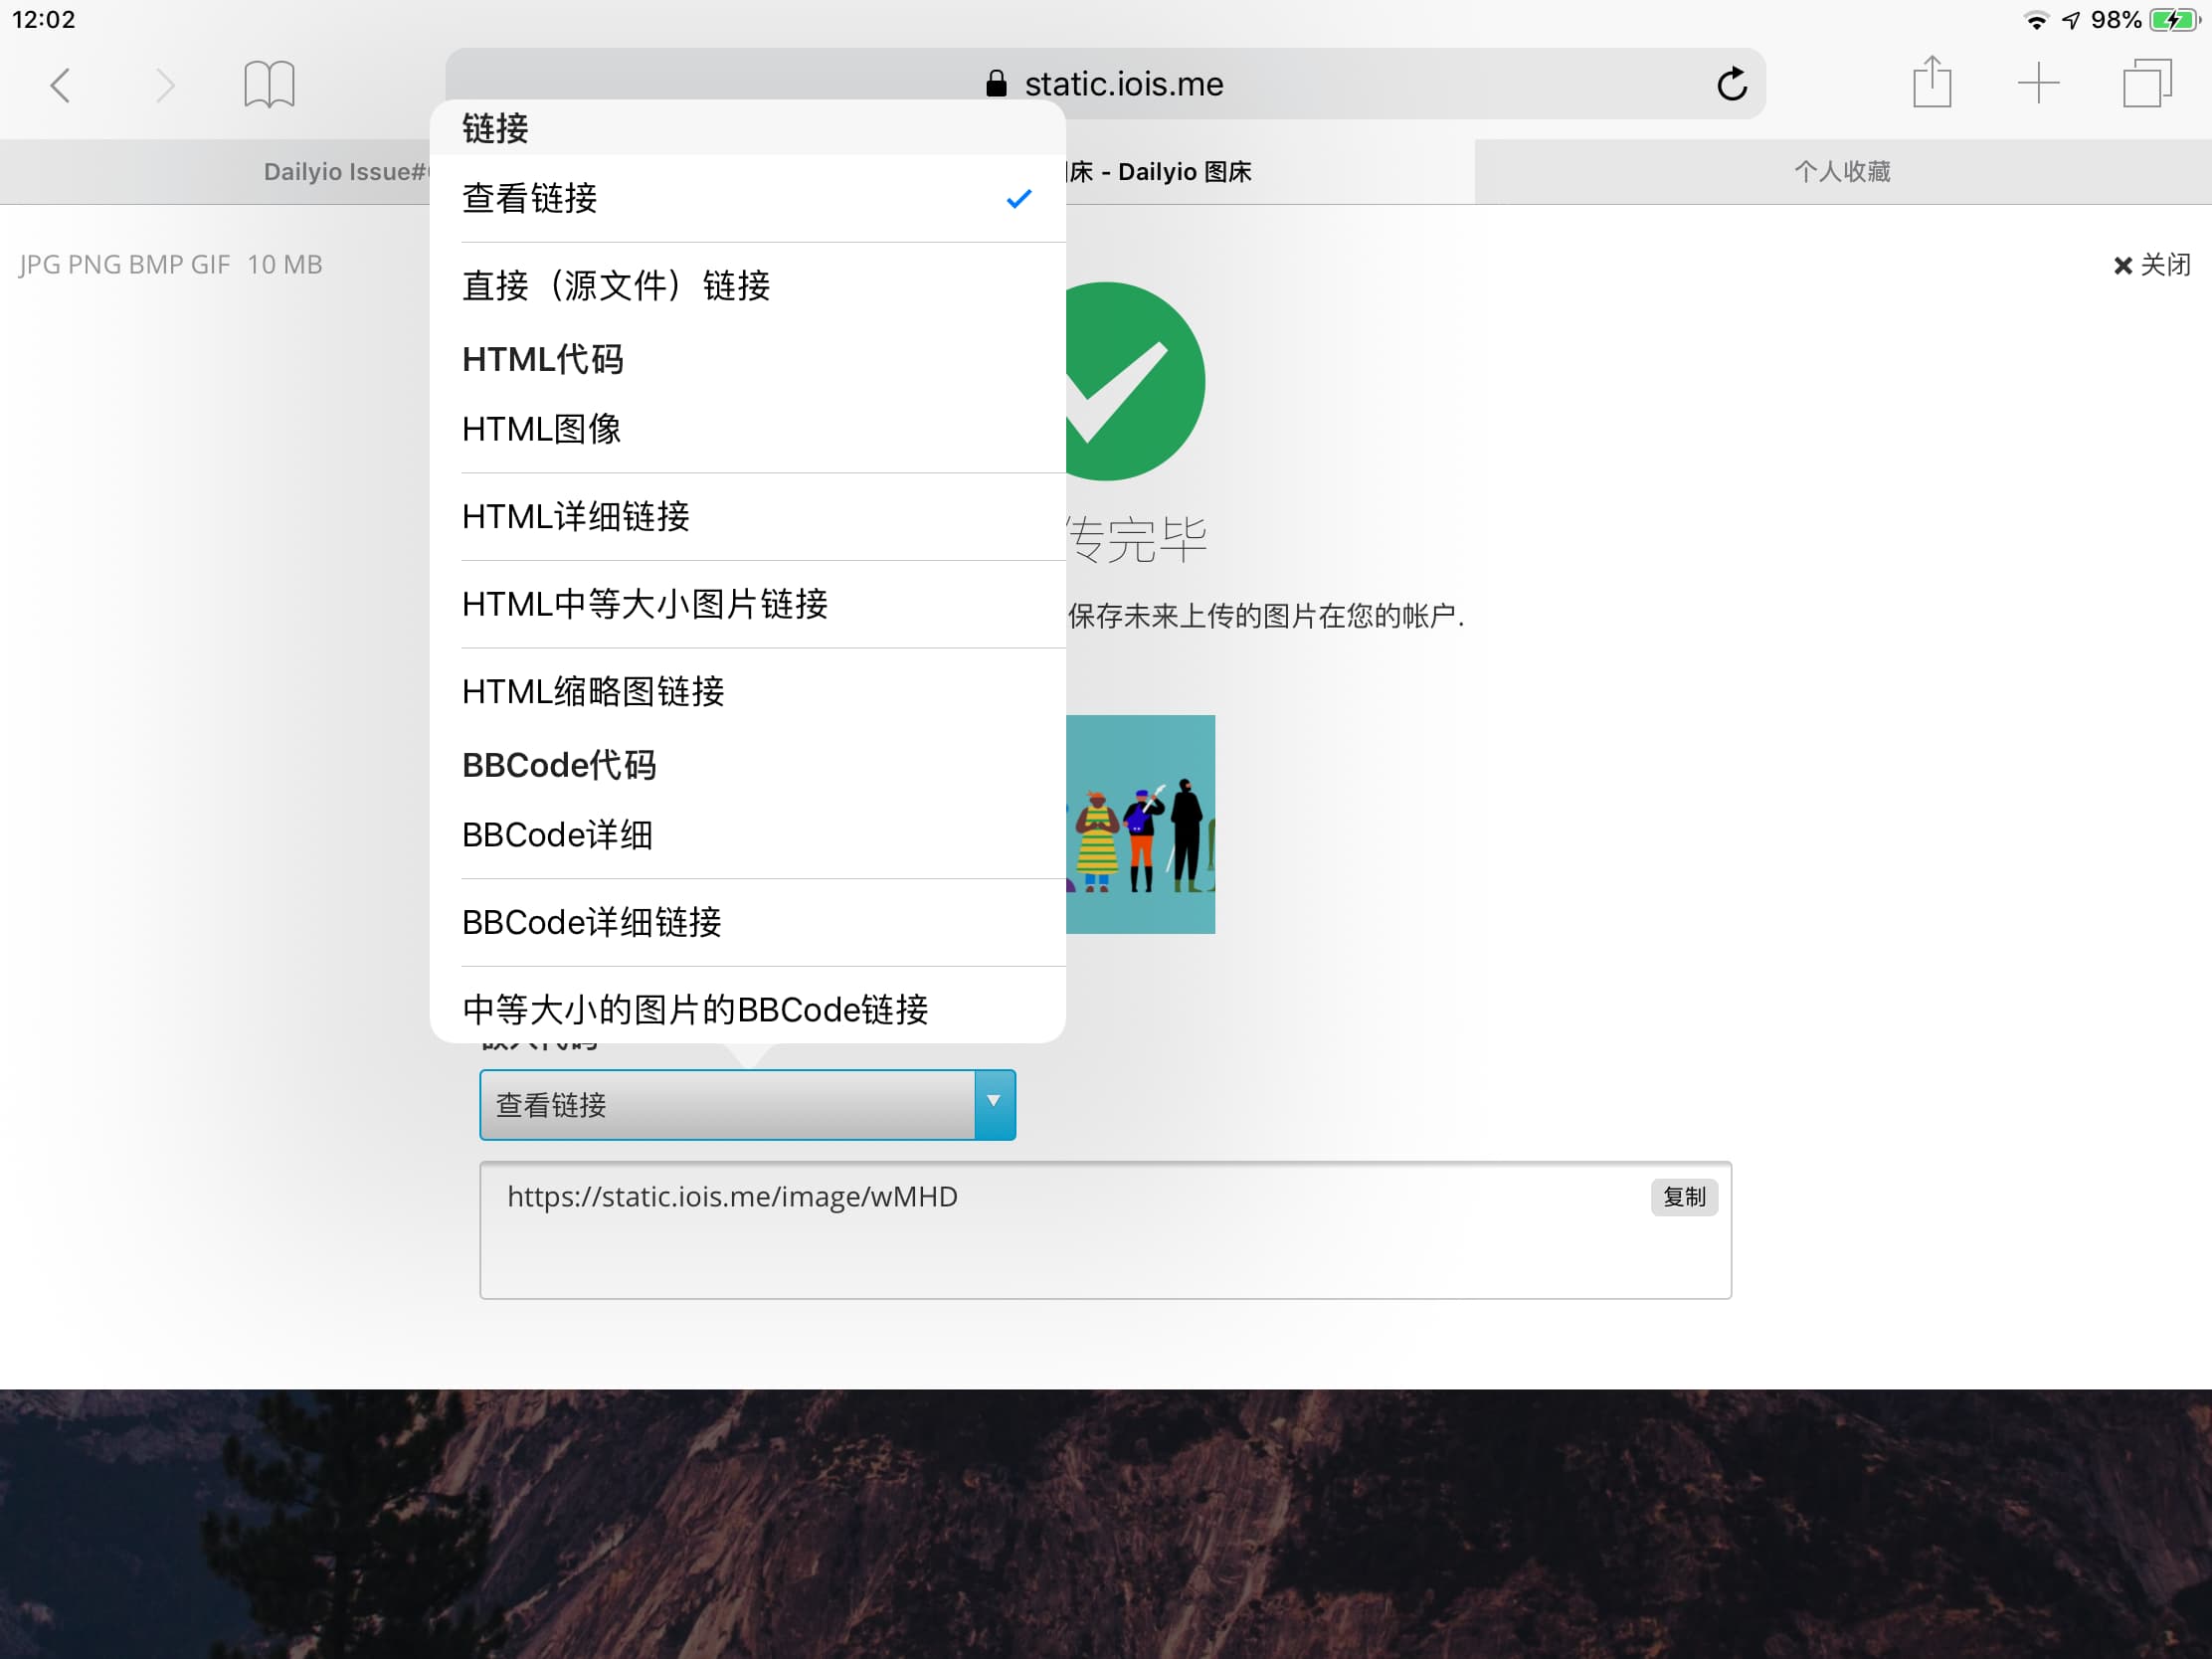 12:02
98%
static.iois.me
Dailyio Issue#
床 - Dailyio 图床
个人收藏
JPG PNG BMP GIF 10 MB
关闭
链接
查看链接
直接（源文件）链接
HTML代码
HTML图像
HTML详细链接
HTML中等大小图片链接
HTML缩略图链接
BBCode代码
BBCode详细
BBCode详细链接
中等大小的图片的BBCode链接
传完毕
保存未来上传的图片在您的帐户.
查看链接
https://static.iois.me/image/wMHD
复制